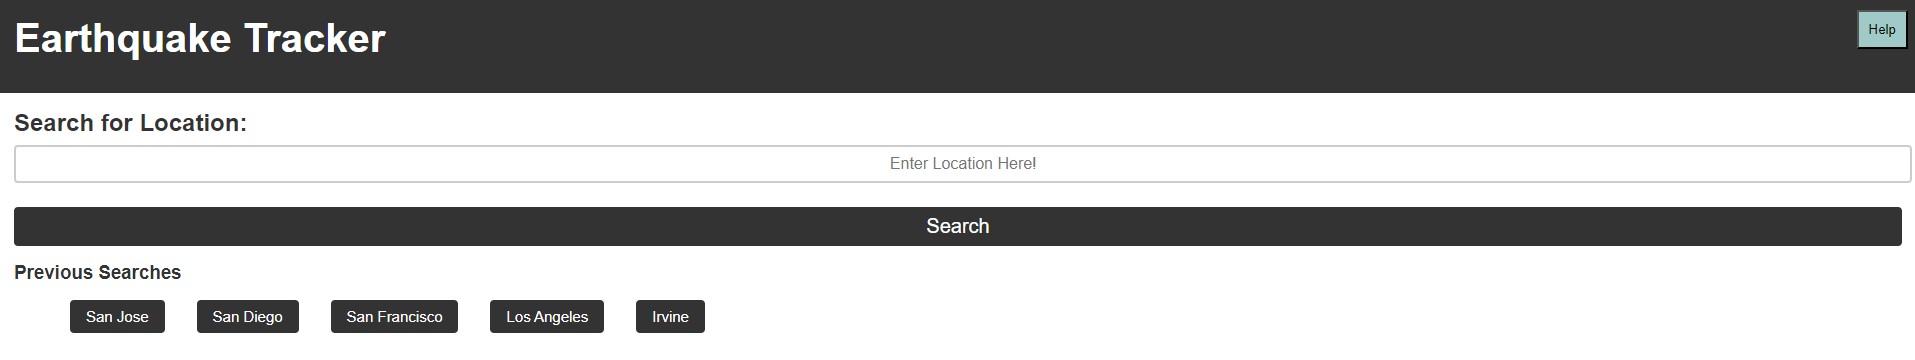 Earthquake Tracker
Help
Search for Location:
Enter Location Here!
Search
Previous Searches
San Jose San Diego San Francisco Los Angeles Irvine